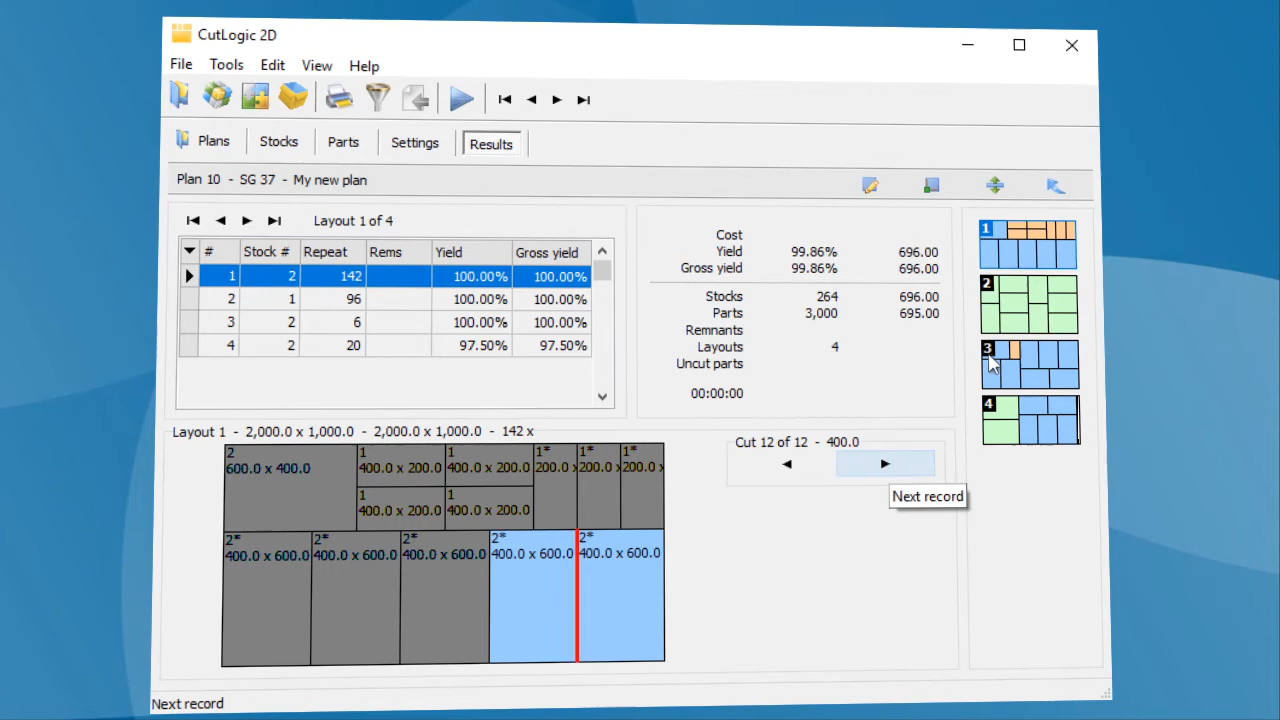 CutLogic 2D
File Tools Edit View Help
Plans Stocks Parts Settings Results
Plan 10 - SG 37 - My new plan
Layout 1 of 4
# Stock # Repeat Rems Yield Gross yield
1 2 142 100.00% 100.00%
2 1 96 100.00% 100.00%
3 2 6 100.00% 100.00%
4 2 20 97.50% 97.50%
Cost
Yield 99.86% 696.00
Gross yield 99.86% 696.00
Stocks 264 696.00
Parts 3,000 695.00
Remnants
Layouts 4
Uncut parts
00:00:00
1
2
3
4
Layout 1 - 2,000.0 x 1,000.0 - 2,000.0 x 1,000.0 - 142 x
2 1 1 1* 1* 1*
600.0 x 400.0 400.0 x 200.0 400.0 x 200.0 200.0 x 200.0 x 200.0 x
1 1
400.0 x 200.0 400.0 x 200.0
2* 2* 2* 2* 2*
400.0 x 600.0 400.0 x 600.0 400.0 x 600.0 400.0 x 600.0 400.0 x 600.0
Cut 12 of 12 - 400.0
Next record
Next record